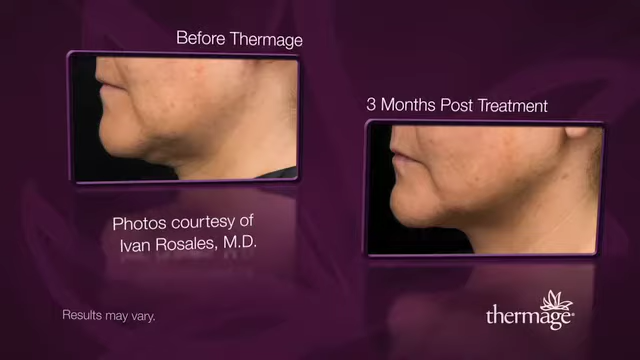 Before Thermage
3 Months Post Treatment
Photos courtesy of
Ivan Rosales, M.D.
Results may vary.
thermage®